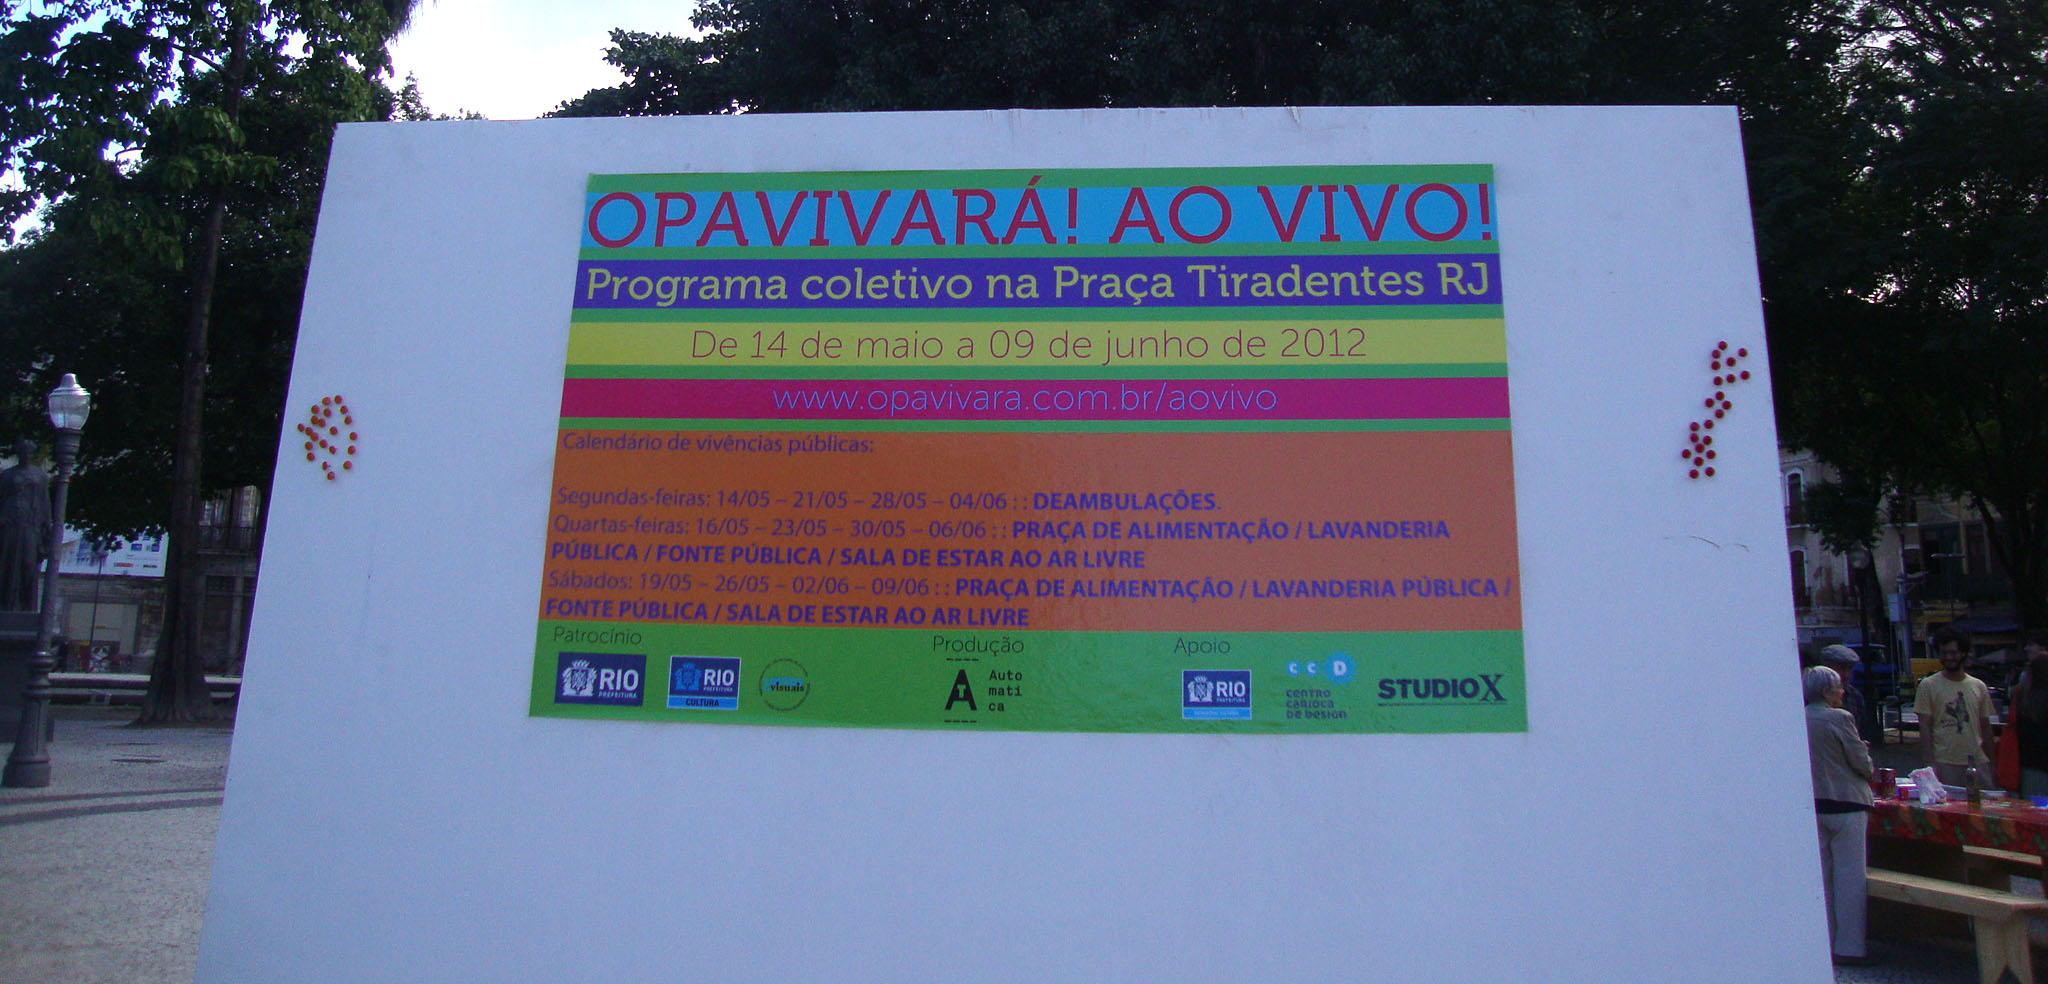 OPAVIVARÁ! AO VIVO!
Programa coletivo na Praça Tiradentes RJ
De 14 de maio a 09 de junho de 2012
www.opavivara.com.br/aovivo
Calendário de vivências públicas:
Segundas-feiras: 14/05 – 21/05 – 28/05 – 04/06 :: DEAMBULAÇÕES.
Quartas-feiras: 16/05 – 23/05 – 30/05 – 06/06 :: PRAÇA DE ALIMENTAÇÃO / LAVANDERIA
PÚBLICA / FONTE PÚBLICA / SALA DE ESTAR AO AR LIVRE
Sábados: 19/05 – 26/05 – 02/06 – 09/06 :: PRAÇA DE ALIMENTAÇÃO / LAVANDERIA PÚBLICA /
FONTE PÚBLICA / SALA DE ESTAR AO AR LIVRE
Patrocínio
RIO
PREFEITURA
RIO
PREFEITURA
CULTURA
visuais
Produção
A
T
Auto
mati
ca
Apoio
RIO
PREFEITURA
CCD
CENTRO
CARIOCA
DE DESIGN
STUDIOX